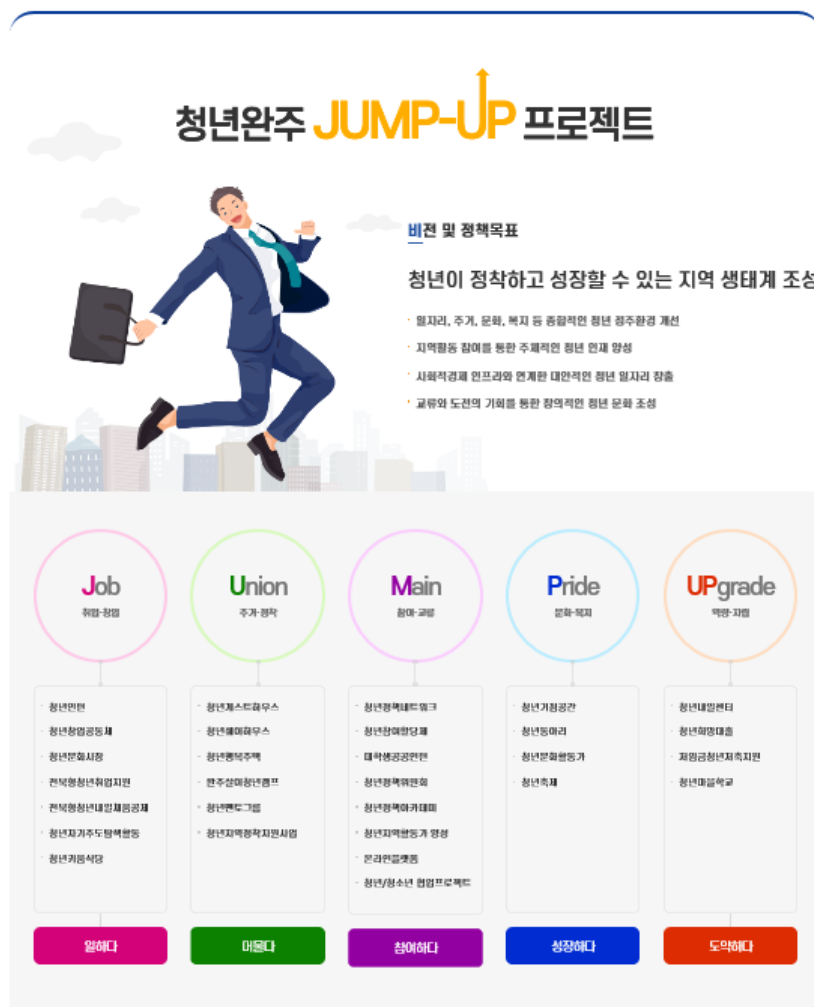 청년완주 JUMP-UP 프로젝트
비전 및 정책목표
청년이 정착하고 성장할 수 있는 지역 생태계 조성
· 일자리, 주거, 문화, 복지 등 종합적인 청년 정주환경 개선
· 지역활동 참여를 통한 주체적인 청년 인재 양성
· 사회적경제 인프라와 연계한 대안적인 청년 일자리 창출
· 교류와 도전의 기회를 통한 창의적인 청년 문화 조성
Job
취업·창업
· 청년인턴
· 청년창업공동체
· 청년문화시장
· 전북형청년취업지원
· 전북형청년내일채움공제
· 청년자기주도탐색활동
· 청년키움식당
일하다
Union
주거·정착
· 청년게스트하우스
· 청년쉐어하우스
· 청년행복주택
· 완주살이청년캠프
· 청년멘토그룹
· 청년지역정착지원사업
머물다
Main
참여·교류
· 청년정책네트워크
· 청년참여할당제
· 대학생공공인턴
· 청년정책위원회
· 청년정책아카데미
· 청년지역활동가 양성
· 온라인플랫폼
· 청년/청소년 협업프로젝트
참여하다
Pride
문화·복지
· 청년거점공간
· 청년동아리
· 청년문화활동가
· 청년축제
성장하다
UPgrade
역량·자립
· 청년내일센터
· 청년희망대출
· 저임금청년저축지원
· 청년마을학교
도약하다